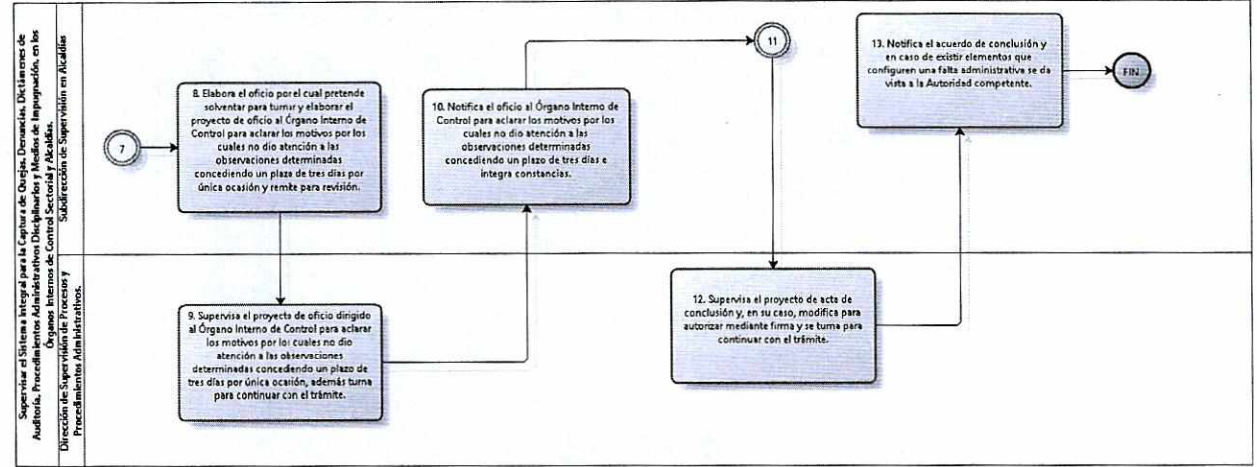 Supervisar el Sistema Integral para la Captura de Quejas, Denuncias, Dictámenes de
Auditoría, Procedimientos Administrativos Disciplinarios y Medios de Impugnación, en los
Órganos Internos de Control Sectorial y Alcaldías.
Subdirección de Supervisión en Alcaldías
7
8. Elabora el oficio por el cual pretende
solventar para turnar y elaborar el
proyecto de oficio al Órgano Interno de
Control para aclarar los motivos por los
cuales no dio atención a las
observaciones determinadas
concediendo un plazo de tres días por
única ocasión y remite para revisión.
10. Notifica el oficio al Órgano Interno de
Control para aclarar los motivos por los
cuales no dio atención a las
observaciones determinadas
concediendo un plazo de tres días e
integra constancias.
11
13. Notifica el acuerdo de conclusión y
en caso de existir elementos que
configuren una falta administrativa se da
vista a la Autoridad competente.
FIN
Dirección de Supervisión de Procesos y
Procedimientos Administrativos.
9. Supervisa el proyecto de oficio dirigido
al Órgano Interno de Control para aclarar
los motivos por los cuales no dio
atención a las observaciones
determinadas concediendo un plazo de
tres días por única ocasión, además turna
para continuar con el trámite.
12. Supervisa el proyecto de acta de
conclusión y, en su caso, modifica para
autorizar mediante firma y se turna para
continuar con el trámite.